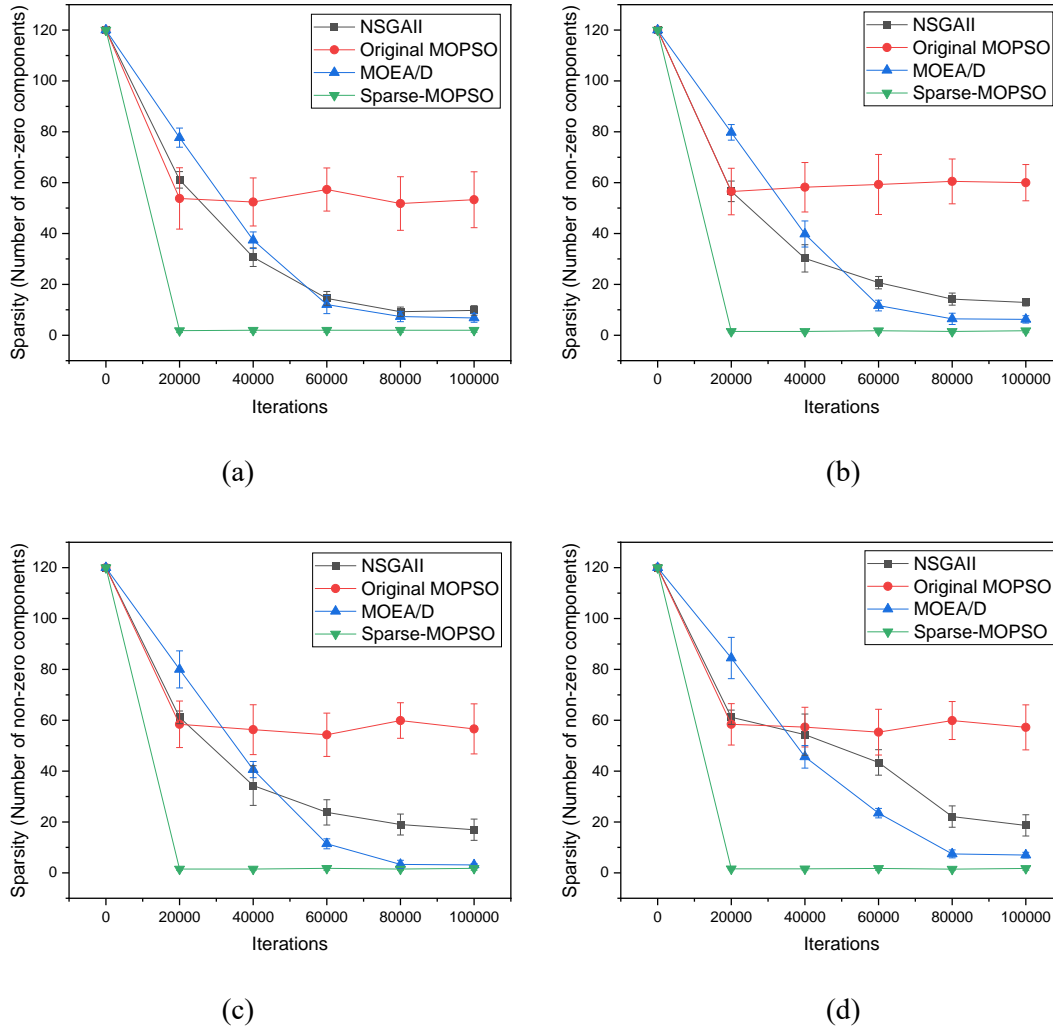 NSGAII
Original MOPSO
MOEA/D
Sparse-MOPSO
Sparsity (Number of non-zero components)
120
100
80
60
40
20
0
0 20000 40000 60000 80000 100000
Iterations
(a)
NSGAII
Original MOPSO
MOEA/D
Sparse-MOPSO
Sparsity (Number of non-zero components)
120
100
80
60
40
20
0
0 20000 40000 60000 80000 100000
Iterations
(b)
NSGAII
Original MOPSO
MOEA/D
Sparse-MOPSO
Sparsity (Number of non-zero components)
120
100
80
60
40
20
0
0 20000 40000 60000 80000 100000
Iterations
(c)
NSGAII
Original MOPSO
MOEA/D
Sparse-MOPSO
Sparsity (Number of non-zero components)
120
100
80
60
40
20
0
0 20000 40000 60000 80000 100000
Iterations
(d)